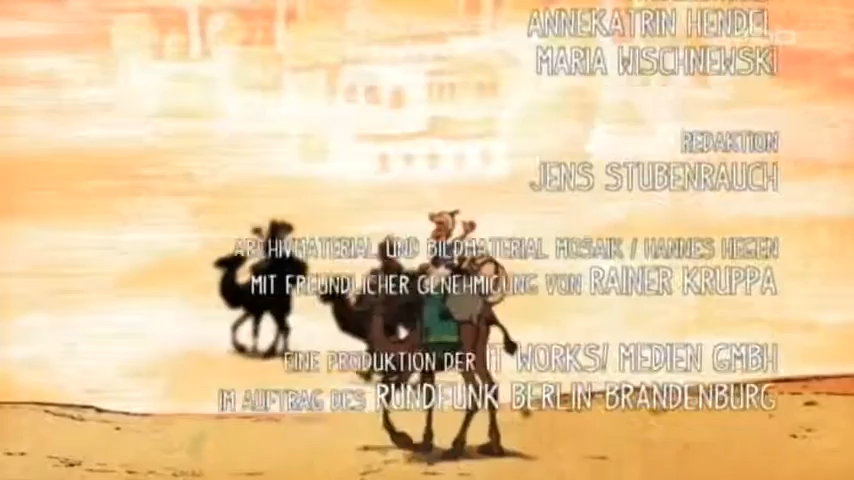 ANNEKATRIN HENDEL
MARIA WISCHNEWSKI
REDAKTION
JENS STUBENRAUCH
ARCHIVMATERIAL UND BILDMATERIAL MOSAIK / HANNES HEGEN
MIT FREUNDLICHER GENEHMIGUNG VON RAINER KRUPPA
EINE PRODUKTION DER IT WORKS! MEDIEN GMBH
IM AUFTRAG DES RUNDFUNK BERLIN-BRANDENBURG